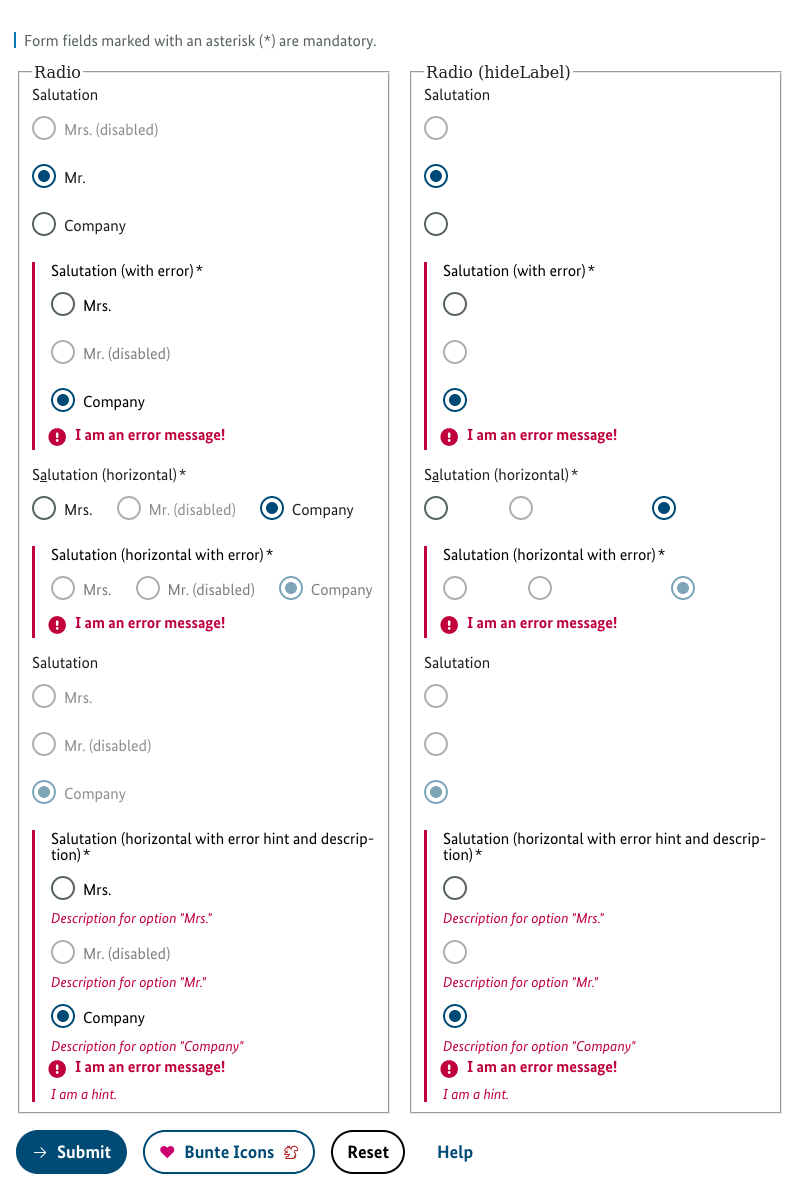 Form fields marked with an asterisk (*) are mandatory.
Radio
Salutation
Mrs. (disabled)
Mr.
Company
Salutation (with error)*
Mrs.
Mr. (disabled)
Company
I am an error message!
Salutation (horizontal)*
Mrs. Mr. (disabled) Company
Salutation (horizontal with error)*
Mrs. Mr. (disabled) Company
I am an error message!
Salutation
Mrs.
Mr. (disabled)
Company
Salutation (horizontal with error hint and descrip-
tion)*
Mrs.
Description for option "Mrs."
Mr. (disabled)
Description for option "Mr."
Company
Description for option "Company"
I am an error message!
I am a hint.
Radio (hideLabel)
Salutation
Salutation (with error)*
I am an error message!
Salutation (horizontal)*
Salutation (horizontal with error)*
I am an error message!
Salutation
Salutation (horizontal with error hint and descrip-
tion)*
Description for option "Mrs."
Description for option "Mr."
Description for option "Company"
I am an error message!
I am a hint.
Submit Bunte Icons Reset Help